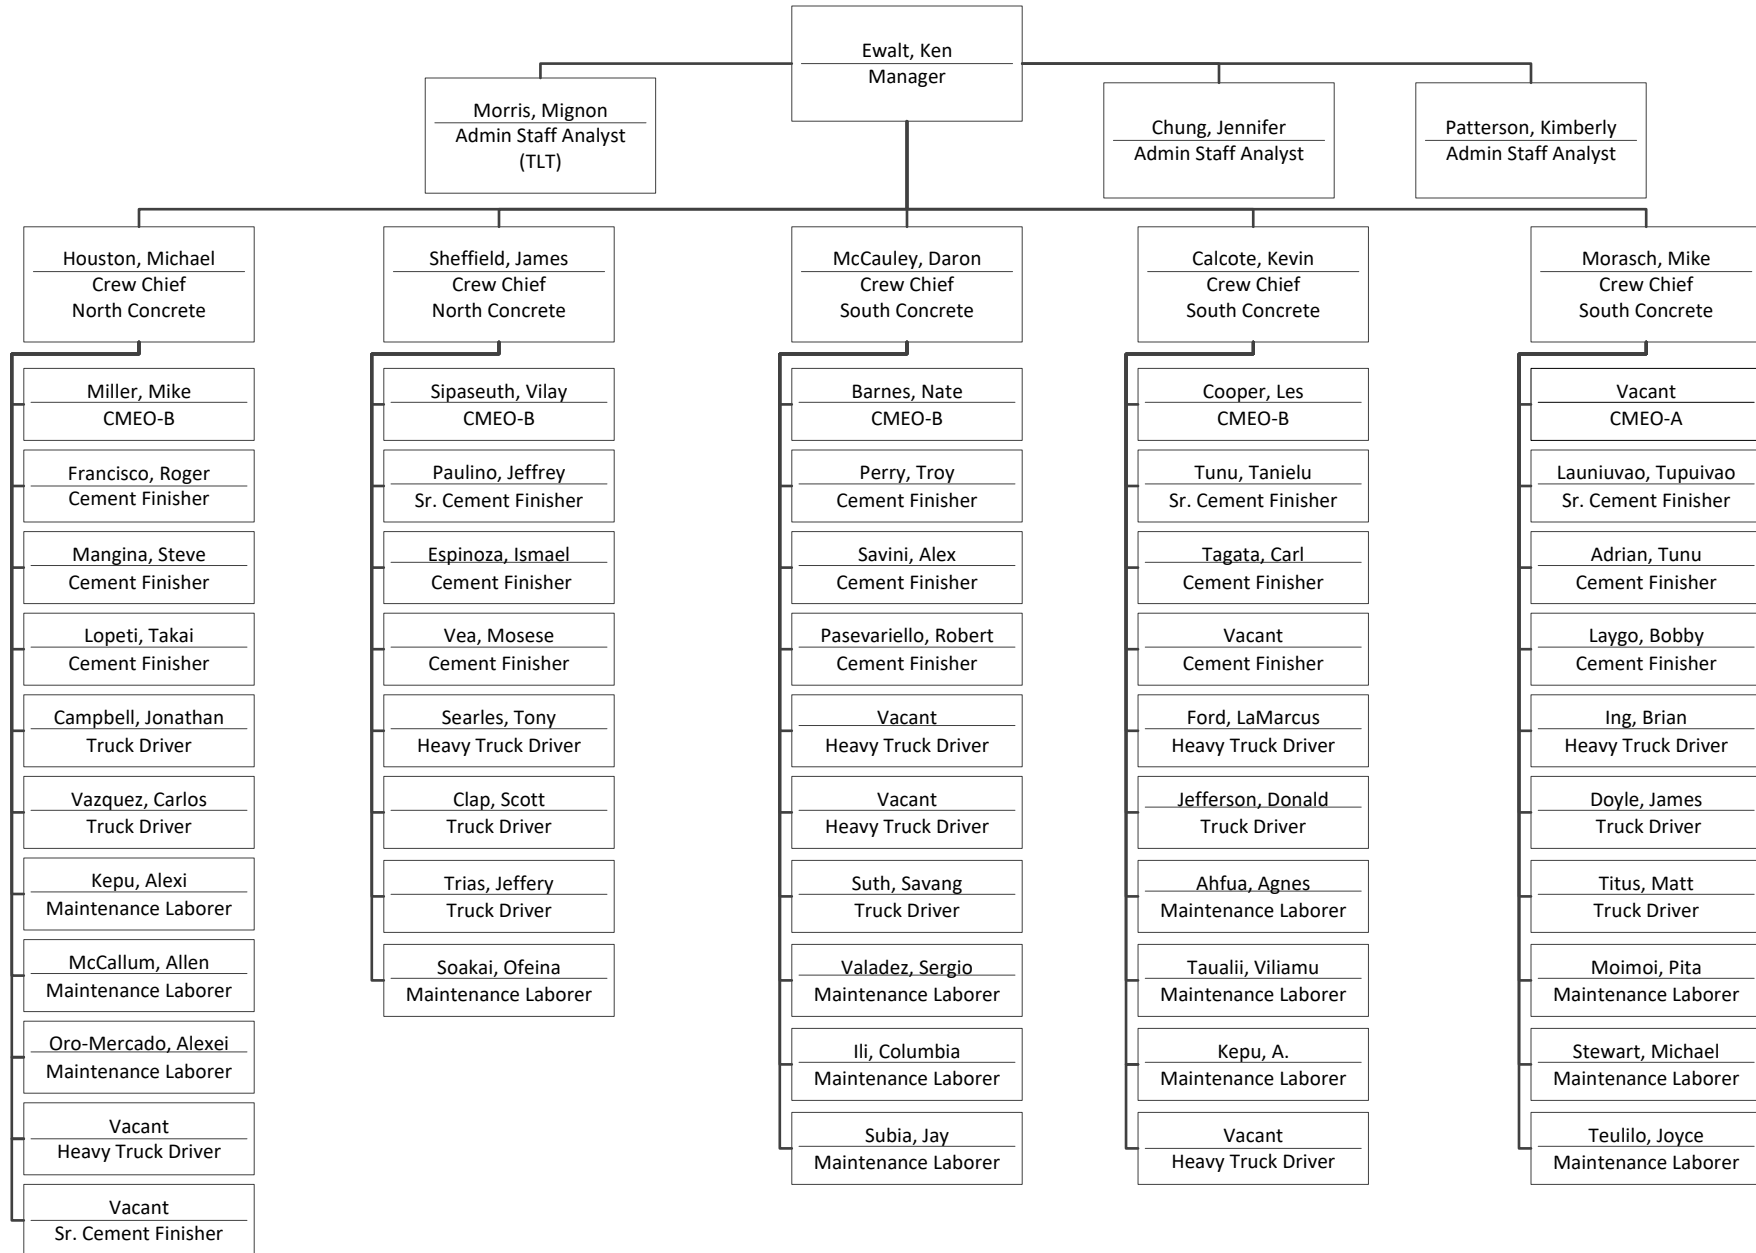 Ewalt, Ken
Manager
Morris, Mignon
Admin Staff Analyst
(TLT)
Chung, Jennifer
Admin Staff Analyst
Patterson, Kimberly
Admin Staff Analyst
Houston, Michael
Crew Chief
North Concrete
Miller, Mike
CMEO-B
Francisco, Roger
Cement Finisher
Mangina, Steve
Cement Finisher
Lopeti, Takai
Cement Finisher
Campbell, Jonathan
Truck Driver
Vazquez, Carlos
Truck Driver
Kepu, Alexi
Maintenance Laborer
McCallum, Allen
Maintenance Laborer
Oro-Mercado, Alexei
Maintenance Laborer
Vacant
Heavy Truck Driver
Vacant
Sr. Cement Finisher
Sheffield, James
Crew Chief
North Concrete
Sipaseuth, Vilay
CMEO-B
Paulino, Jeffrey
Sr. Cement Finisher
Espinoza, Ismael
Cement Finisher
Vea, Mosese
Cement Finisher
Searles, Tony
Heavy Truck Driver
Clap, Scott
Truck Driver
Trias, Jeffery
Truck Driver
Soakai, Ofeina
Maintenance Laborer
McCauley, Daron
Crew Chief
South Concrete
Barnes, Nate
CMEO-B
Perry, Troy
Cement Finisher
Savini, Alex
Cement Finisher
Pasevariello, Robert
Cement Finisher
Vacant
Heavy Truck Driver
Vacant
Heavy Truck Driver
Suth, Savang
Truck Driver
Valadez, Sergio
Maintenance Laborer
Ili, Columbia
Maintenance Laborer
Subia, Jay
Maintenance Laborer
Calcote, Kevin
Crew Chief
South Concrete
Cooper, Les
CMEO-B
Tunu, Tanielu
Sr. Cement Finisher
Tagata, Carl
Cement Finisher
Vacant
Cement Finisher
Ford, LaMarcus
Heavy Truck Driver
Jefferson, Donald
Truck Driver
Ahfua, Agnes
Maintenance Laborer
Taualii, Viliamu
Maintenance Laborer
Kepu, A.
Maintenance Laborer
Vacant
Heavy Truck Driver
Morasch, Mike
Crew Chief
South Concrete
Vacant
CMEO-A
Launiuvao, Tupuivao
Sr. Cement Finisher
Adrian, Tunu
Cement Finisher
Laygo, Bobby
Cement Finisher
Ing, Brian
Heavy Truck Driver
Doyle, James
Truck Driver
Titus, Matt
Truck Driver
Moimoi, Pita
Maintenance Laborer
Stewart, Michael
Maintenance Laborer
Teulilo, Joyce
Maintenance Laborer